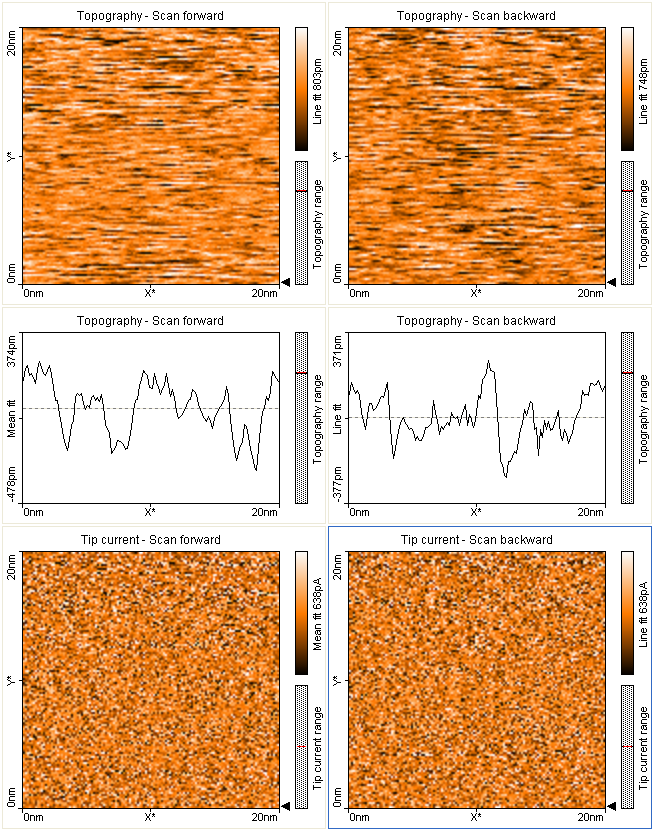 Topography - Scan forward
20nm
Y*
0nm
0nm
X*
20nm
Line fit 803pm
Topography range
Topography - Scan backward
20nm
Y*
0nm
0nm
X*
20nm
Line fit 748pm
Topography range
Topography - Scan forward
374pm
Mean fit
-478pm
0nm
X*
20nm
Topography range
Topography - Scan backward
371pm
Line fit
-377pm
0nm
X*
20nm
Topography range
Tip current - Scan forward
20nm
Y*
0nm
0nm
X*
20nm
Mean fit 638pA
Tip current range
Tip current - Scan backward
20nm
Y*
0nm
0nm
X*
20nm
Line fit 638pA
Tip current range